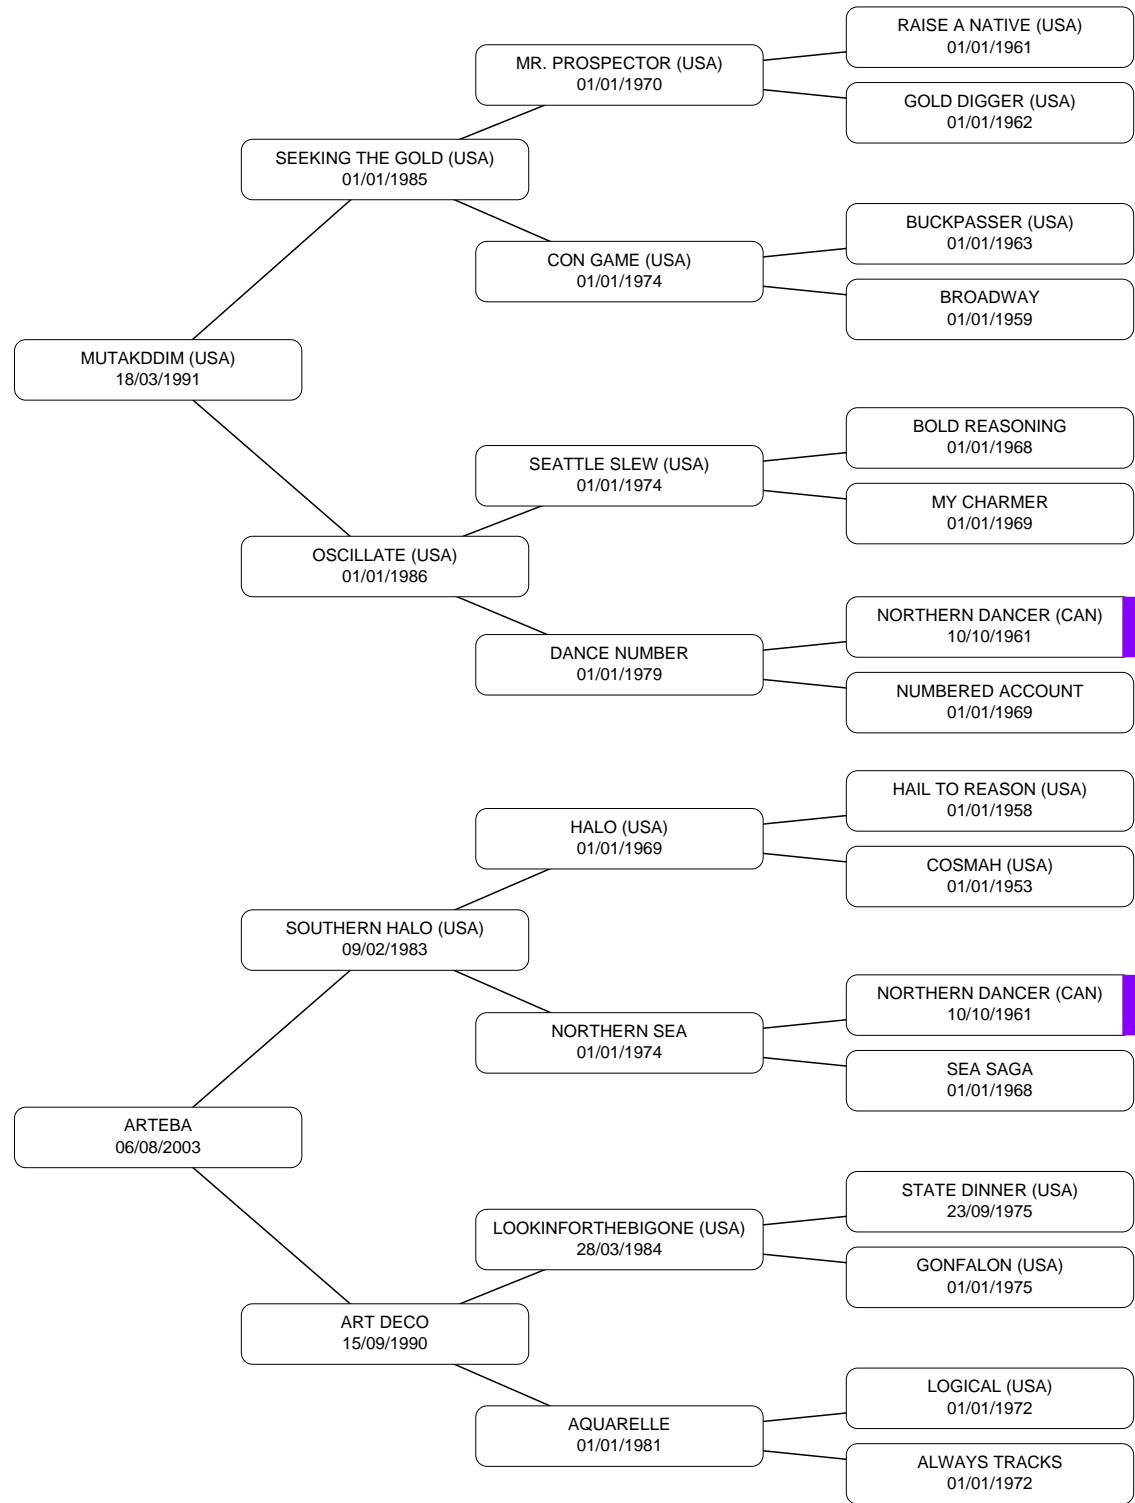 RAISE A NATIVE (USA)
01/01/1961
MR. PROSPECTOR (USA)
01/01/1970
GOLD DIGGER (USA)
01/01/1962
SEEKING THE GOLD (USA)
01/01/1985
BUCKPASSER (USA)
01/01/1963
CON GAME (USA)
01/01/1974
BROADWAY
01/01/1959
MUTAKDDIM (USA)
18/03/1991
BOLD REASONING
01/01/1968
SEATTLE SLEW (USA)
01/01/1974
MY CHARMER
01/01/1969
OSCILLATE (USA)
01/01/1986
NORTHERN DANCER (CAN)
10/10/1961
DANCE NUMBER
01/01/1979
NUMBERED ACCOUNT
01/01/1969
HAIL TO REASON (USA)
01/01/1958
HALO (USA)
01/01/1969
COSMAH (USA)
01/01/1953
SOUTHERN HALO (USA)
09/02/1983
NORTHERN DANCER (CAN)
10/10/1961
NORTHERN SEA
01/01/1974
SEA SAGA
01/01/1968
ARTEBA
06/08/2003
STATE DINNER (USA)
23/09/1975
LOOKINFORTHEBIGONE (USA)
28/03/1984
GONFALON (USA)
01/01/1975
ART DECO
15/09/1990
LOGICAL (USA)
01/01/1972
AQUARELLE
01/01/1981
ALWAYS TRACKS
01/01/1972